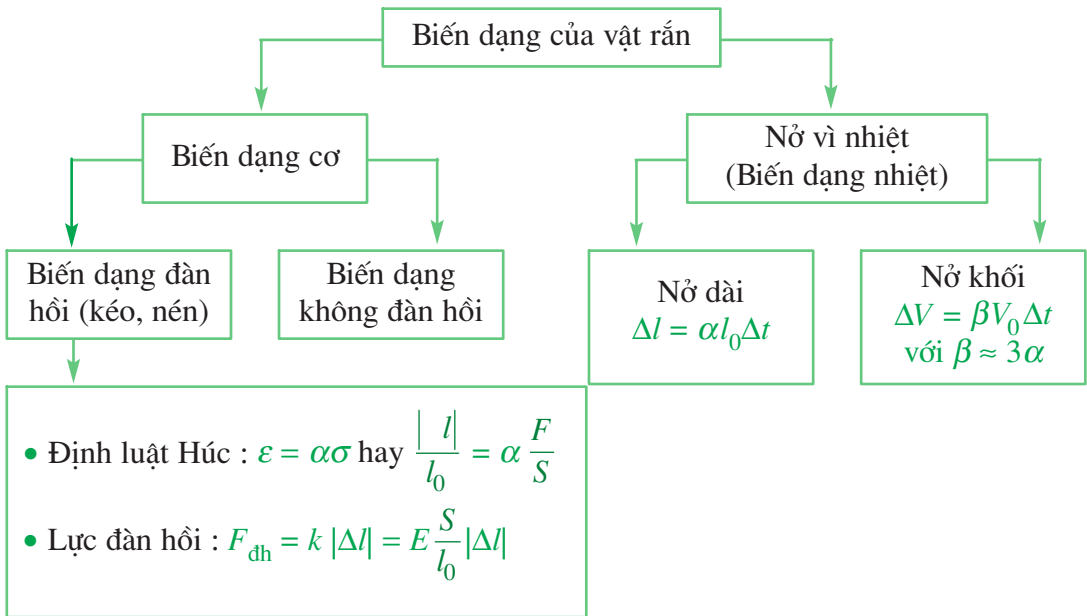 Biến dạng của vật rắn
Biến dạng cơ
Nở vì nhiệt
(Biến dạng nhiệt)
Biến dạng đàn
hồi (kéo, nén)
Biến dạng
không đàn hồi
Nở dài
Δl = αl₀Δt
Nở khối
ΔV = βV₀Δt
với β ≈ 3α
• Định luật Húc : ε = ασ hay | l|/l₀ = α F/S
• Lực đàn hồi : Fđh = k |Δl| = E S/l₀ |Δl|